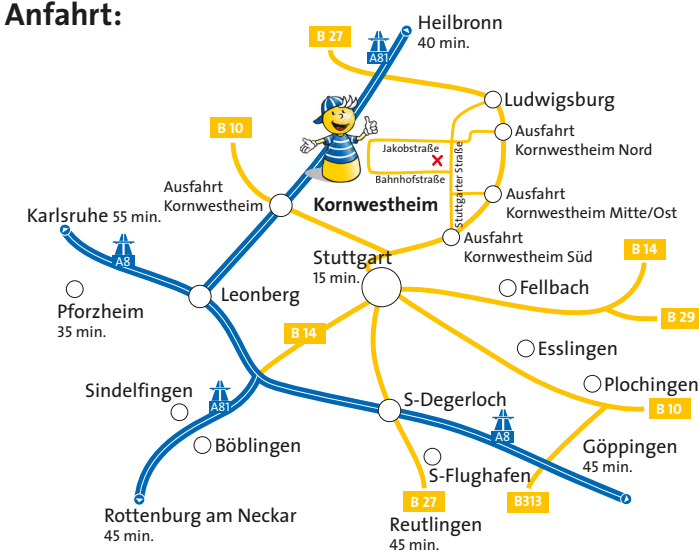 Anfahrt:
Heilbronn
40 min.
B 27
A81
Ludwigsburg
B 10
Ausfahrt
Kornwestheim Nord
Jakobstraße
Bahnhofstraße
Stuttgarter Straße
Ausfahrt
Kornwestheim
Kornwestheim
Ausfahrt
Kornwestheim Mitte/Ost
Karlsruhe 55 min.
A8
Ausfahrt
Kornwestheim Süd
B 14
Stuttgart
15 min.
Leonberg
Fellbach
Pforzheim
35 min.
B 29
B 14
Esslingen
Sindelfingen
A81
Plochingen
S-Degerloch
B 10
A8
Böblingen
Göppingen
45 min.
S-Flughafen
B 27
B313
Rottenburg am Neckar
45 min.
Reutlingen
45 min.